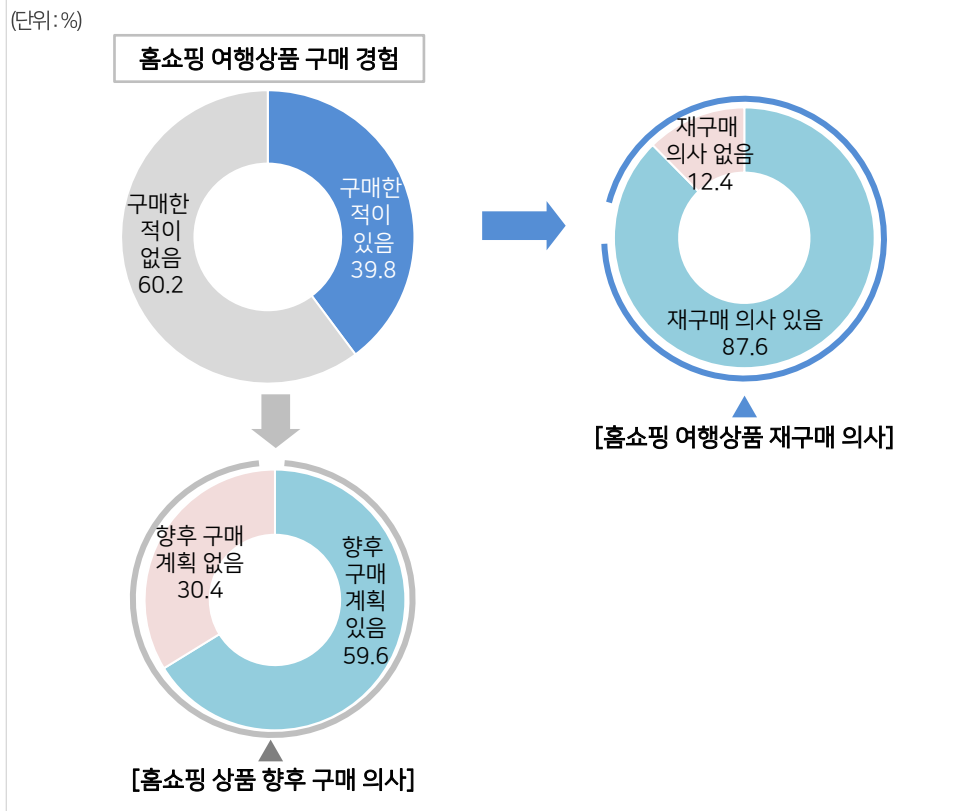 (단위 : %)
홈쇼핑 여행상품 구매 경험
구매한
적이
없음
60.2
구매한
적이
있음
39.8
재구매
의사 없음
12.4
재구매 의사 있음
87.6
[홈쇼핑 여행상품 재구매 의사]
향후 구매
계획 없음
30.4
향후
구매
계획
있음
59.6
[홈쇼핑 상품 향후 구매 의사]